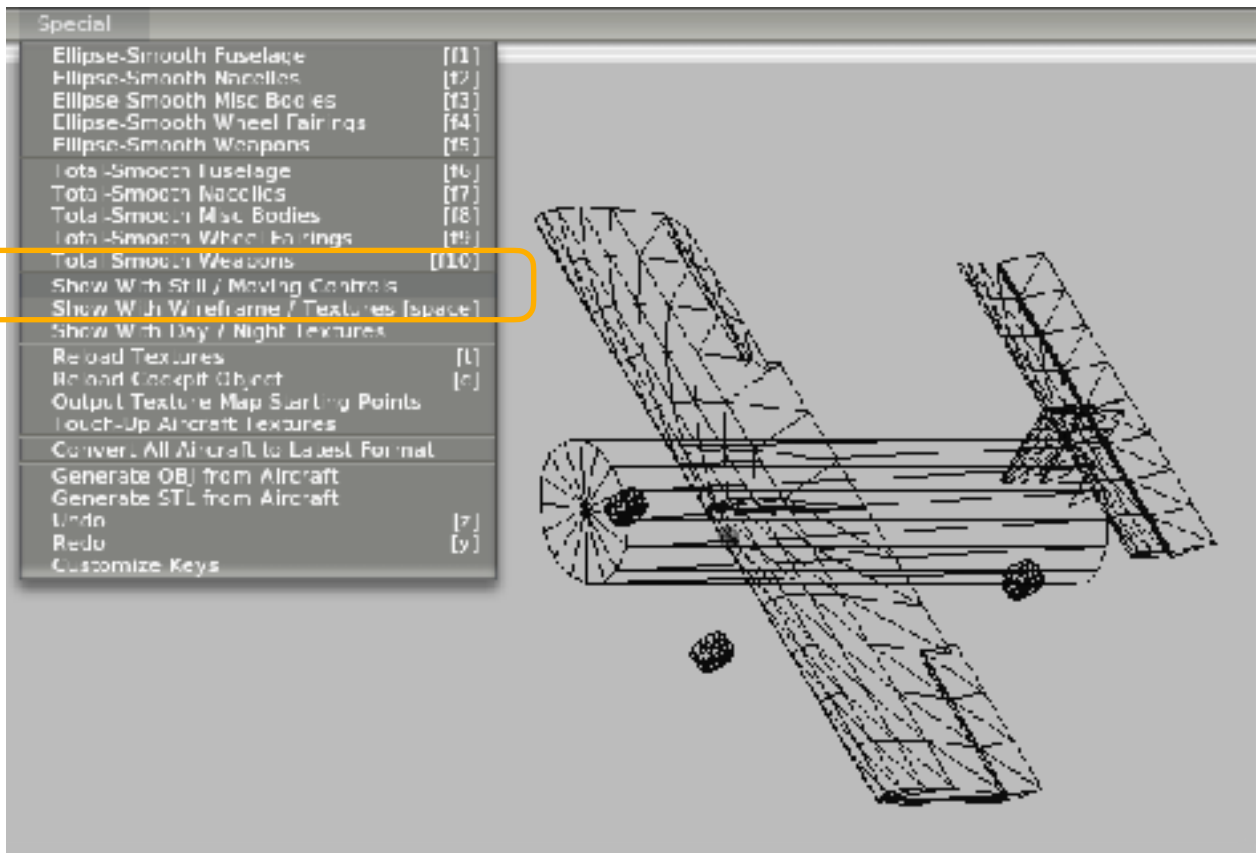 Special
Ellipse-Smooth Fuselage [f1]
Ellipse-Smooth Nacelles [f2]
Ellipse-Smooth Misc Bodies [f3]
Ellipse-Smooth Wheel Fairings [f4]
Ellipse-Smooth Weapons [f5]
Total-Smooth Fuselage [f6]
Total-Smooth Nacelles [f7]
Total-Smooth Misc Bodies [f8]
Total-Smooth Wheel Fairings [f9]
Total-Smooth Weapons [f10]
Show With Still / Moving Controls
Show With Wireframe / Textures [space]
Show With Day / Night Textures
Reload Textures [t]
Reload Cockpit Object [c]
Output Texture Map Starting Points
Touch-Up Aircraft Textures
Convert All Aircraft to Latest Format
Generate OBJ from Aircraft
Generate STL from Aircraft
Undo [z]
Redo [y]
Customize Keys